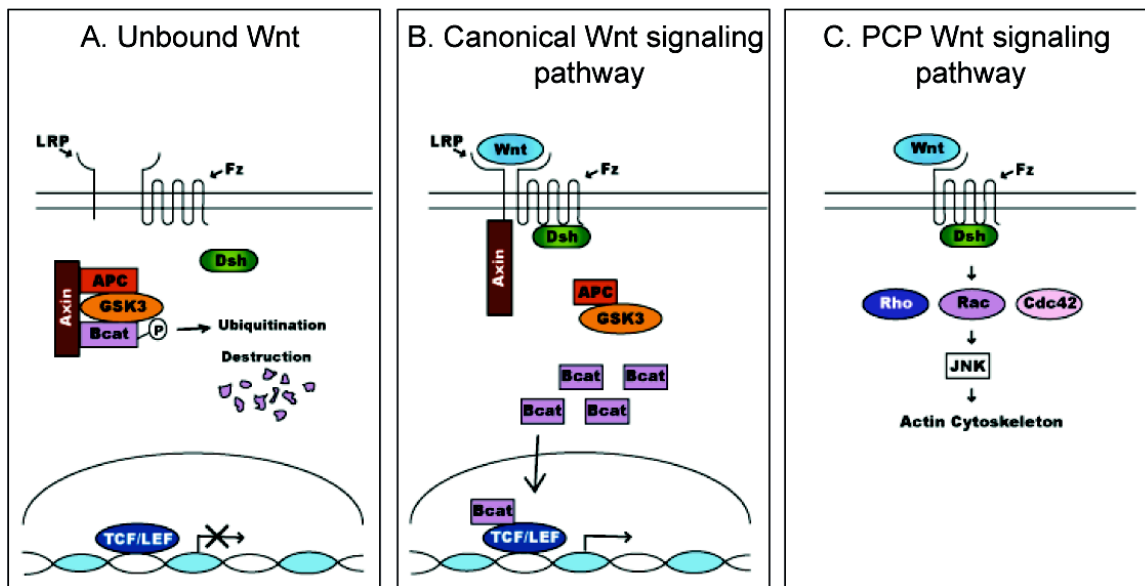 A. Unbound Wnt
LRP
Fz
Dsh
Axin
APC
GSK3
Bcat
P
Ubiquitination
Destruction
TCF/LEF
B. Canonical Wnt signaling
pathway
LRP
Wnt
Fz
Dsh
Axin
APC
GSK3
Bcat
Bcat
Bcat
Bcat
Bcat
TCF/LEF
C. PCP Wnt signaling
pathway
Wnt
Fz
Dsh
Rho
Rac
Cdc42
JNK
Actin Cytoskeleton